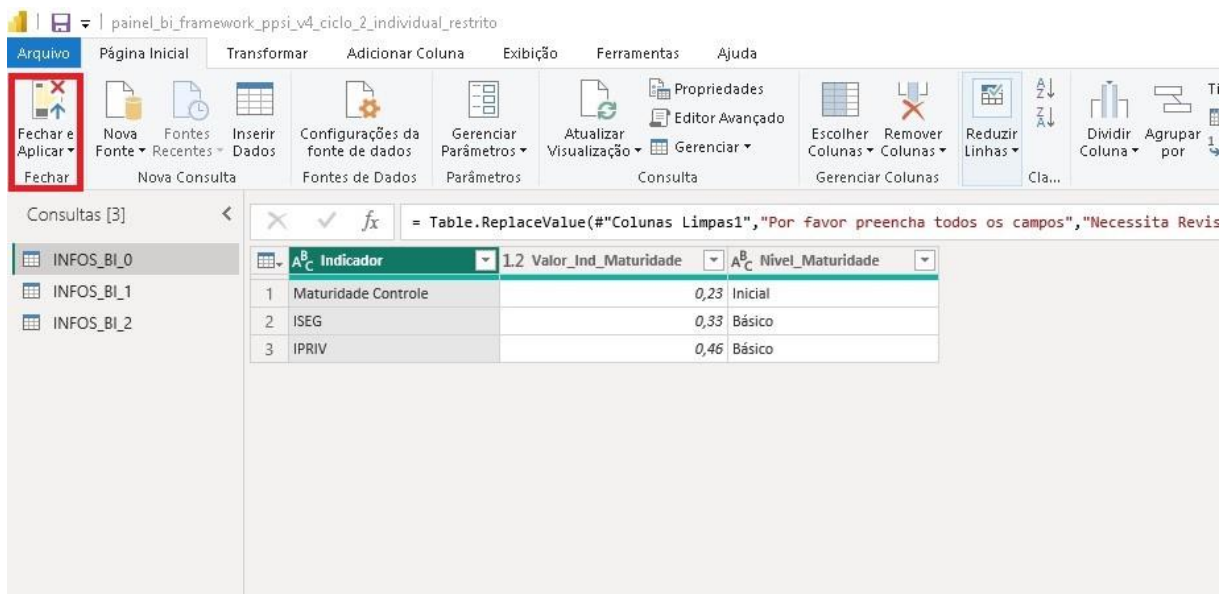 painel_bi_framework_ppsi_v4_ciclo_2_individual_restrito
Arquivo Página Inicial Transformar Adicionar Coluna Exibição Ferramentas Ajuda
Fechar e Aplicar
Nova Fonte
Fontes Recentes
Inserir Dados
Configurações da fonte de dados
Gerenciar Parâmetros
Atualizar Visualização
Propriedades
Editor Avançado
Gerenciar
Escolher Colunas
Remover Colunas
Reduzir Linhas
Dividir Coluna
Agrupar por
Fechar Nova Consulta Fontes de Dados Parâmetros Consulta Gerenciar Colunas Cla...
Consultas [3]
INFOS_BI_0
INFOS_BI_1
INFOS_BI_2
fx = Table.ReplaceValue(#"Colunas Limpas1","Por favor preencha todos os campos","Necessita Revis
ABC Indicador 1.2 Valor_Ind_Maturidade ABC Nivel_Maturidade
1 Maturidade Controle 0,23 Inicial
2 ISEG 0,33 Básico
3 IPRIV 0,46 Básico